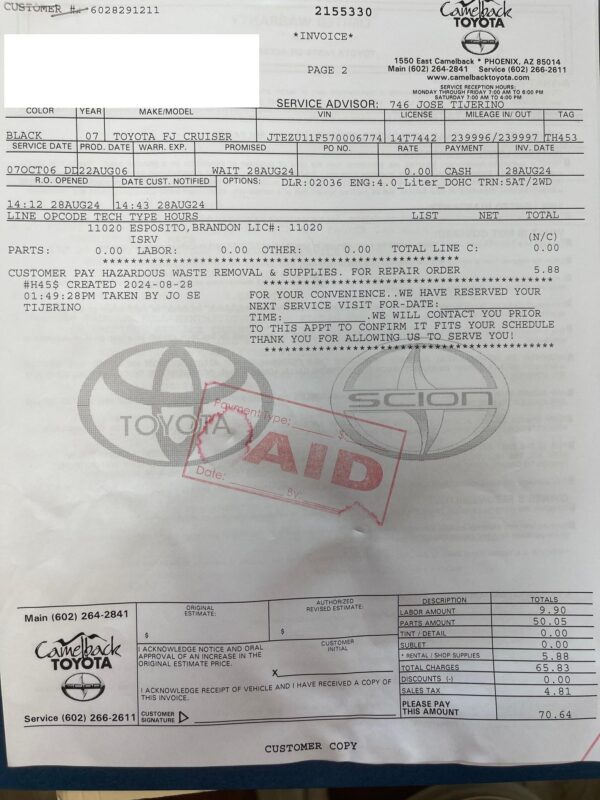 CUSTOMER #: 6028291211
2155330
*INVOICE*
PAGE 2
Camelback
TOYOTA
SCION
1550 East Camelback * PHOENIX, AZ 85014
Main (602) 264-2841 Service (602) 266-2611
www.camelbacktoyota.com
SERVICE RECEPTION HOURS:
MONDAY THROUGH FRIDAY 7:00 AM TO 6:00 PM
SATURDAY 7:00 AM TO 4:00 PM
SERVICE ADVISOR: 746 JOSE TIJERINO
COLOR YEAR MAKE/MODEL VIN LICENSE MILEAGE IN/ OUT TAG
BLACK 07 TOYOTA FJ CRUISER JTEZU11F570006774 14T7442 239996/239997 TH453
SERVICE DATE PROD. DATE WARR. EXP. PROMISED PO NO. RATE PAYMENT INV. DATE
07OCT06 DD 22AUG06 WAIT 28AUG24 0.00 CASH 28AUG24
R.O. OPENED DATE CUST. NOTIFIED OPTIONS: DLR:02036 ENG:4.0_Liter_DOHC TRN:5AT/2WD
14:12 28AUG24 14:43 28AUG24
LINE OPCODE TECH TYPE HOURS LIST NET TOTAL
11020 ESPOSITO,BRANDON LIC#: 11020
ISRV (N/C)
PARTS: 0.00 LABOR: 0.00 OTHER: 0.00 TOTAL LINE C: 0.00
****************************************************
CUSTOMER PAY HAZARDOUS WASTE REMOVAL & SUPPLIES. FOR REPAIR ORDER 5.88
#H45$ CREATED 2024-08-28
01:49:28PM TAKEN BY JO SE
TIJERINO
FOR YOUR CONVENIENCE..WE HAVE RESERVED YOUR
NEXT SERVICE VISIT FOR-DATE:
TIME: .WE WILL CONTACT YOU PRIOR
TO THIS APPT TO CONFIRM IT FITS YOUR SCHEDULE
THANK YOU FOR ALLOWING US TO SERVE YOU!
******************************************
TOYOTA
SCION
Payment Type: $:
AID
Date: By:
Main (602) 264-2841
Camelback
TOYOTA
SCION
Service (602) 266-2611
ORIGINAL
ESTIMATE:
$
AUTHORIZED
REVISED ESTIMATE:
$
I ACKNOWLEDGE NOTICE AND ORAL
APPROVAL OF AN INCREASE IN THE
ORIGINAL ESTIMATE PRICE.
CUSTOMER
INITIAL
X
I ACKNOWLEDGE RECEIPT OF VEHICLE AND I HAVE RECEIVED A COPY OF
THIS INVOICE.
CUSTOMER
SIGNATURE
DESCRIPTION TOTALS
LABOR AMOUNT 9.90
PARTS AMOUNT 50.05
TINT / DETAIL 0.00
SUBLET 0.00
* RENTAL / SHOP SUPPLIES 5.88
TOTAL CHARGES 65.83
DISCOUNTS (-) 0.00
SALES TAX 4.81
PLEASE PAY
THIS AMOUNT 70.64
CUSTOMER COPY